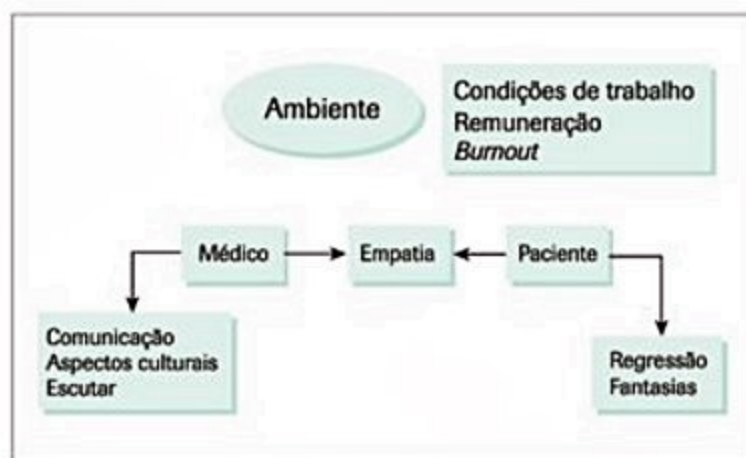 Ambiente
Condições de trabalho
Remuneração
Burnout
Médico
Empatia
Paciente
Comunicação
Aspectos culturais
Escutar
Regressão
Fantasias